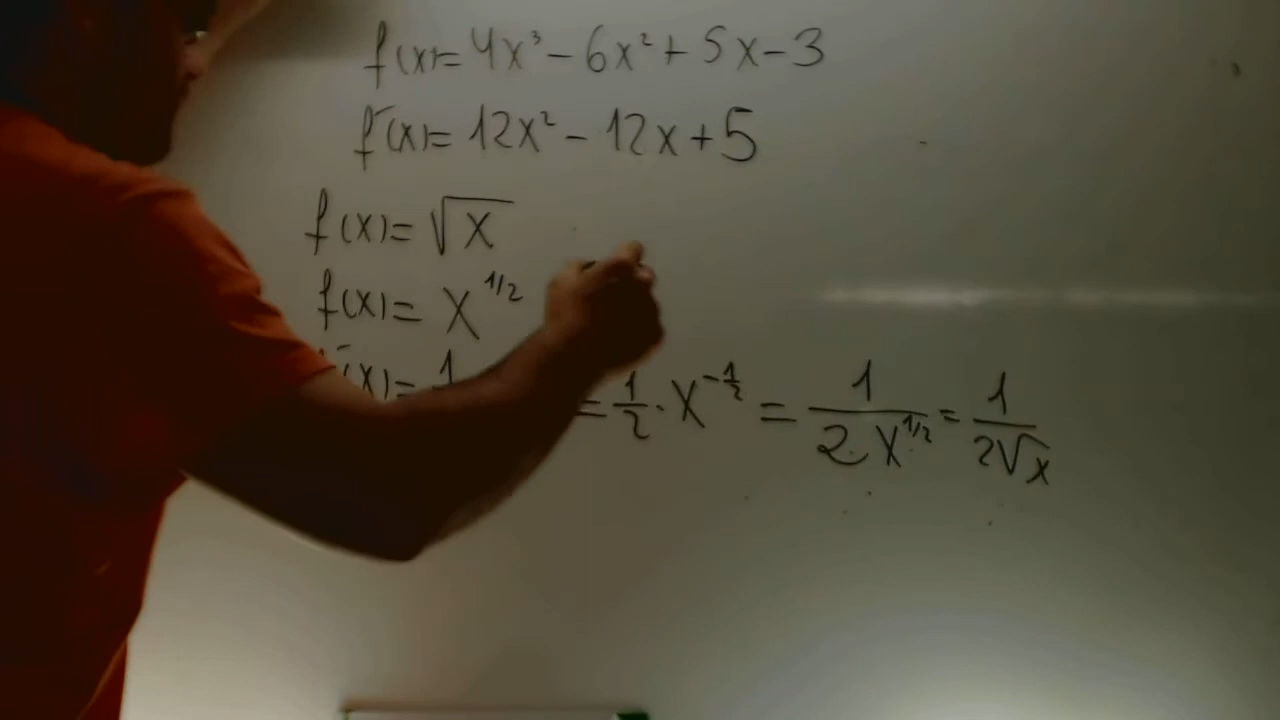 f(x)=4x³-6x²+5x-3
f'(x)=12x²-12x+5
f(x)=√x
f(x)=x^1/2
'(x)=1 =1/2·x^-1/2=1/2x^1/2=1/2√x